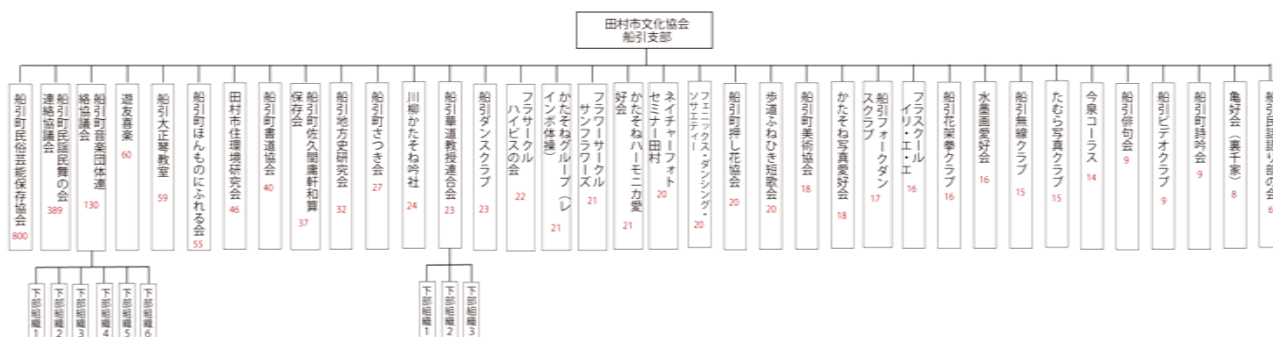 田村市文化協会
船引支部
船引町民俗芸能保存協会
800
船引町民謡民舞の会
連絡協議会
389
船引町音楽団体連
絡協議会
130
遊友喜楽
60
船引大正琴教室
59
船引町ほんものにふれる会
55
田村市住環境研究会
46
船引町書道協会
40
船引町佐久間庸軒和算
保存会
37
船引地方史研究会
32
船引町さつき会
27
川柳かたそね吟社
24
船引華道教授連合会
23
船引ダンスクラブ
23
フラサークル
ハイビスの会
22
かたそねグループ(レ
インボ体操)
21
フラワーサークル
サンフラワーズ
21
かたそねハーモニカ愛
好会
21
ネイチャーフォト
セミナー田村
20
フェニックス・ダンシング・
ソサエティー
20
船引町押し花協会
20
歩道ふねひき短歌会
20
船引町美術協会
18
かたそね写真愛好会
18
船引フォークダン
スクラブ
17
フラスクール
イリ・エ・エ
16
船引花架拳クラブ
16
水墨画愛好会
16
船引無線クラブ
15
たむら写真クラブ
15
今泉コーラス
14
船引俳句会
9
船引ビデオクラブ
9
船引町詩吟会
9
亀好会(裏千家)
8
船引民話語り部の会
6
下部組織1
下部組織2
下部組織3
下部組織4
下部組織5
下部組織6
下部組織1
下部組織2
下部組織3